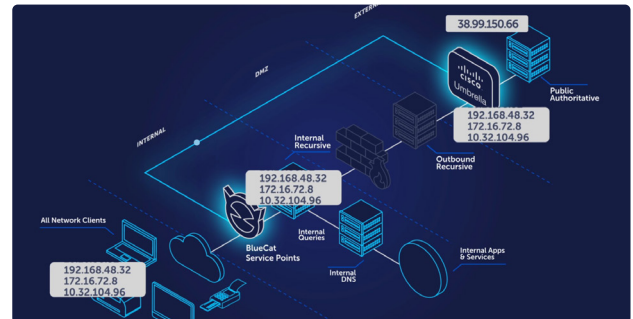 EXTERNAL
38.99.150.66
DMZ
CISCO
Umbrella
Public
Authoritative
192.168.48.32
172.16.72.8
10.32.104.96
INTERNAL
Internal
Recursive
Outbound
Recursive
192.168.48.32
172.16.72.8
10.32.104.96
All Network Clients
BlueCat
Service Points
Internal
Queries
Internal
DNS
Internal Apps
& Services
192.168.48.32
172.16.72.8
10.32.104.96